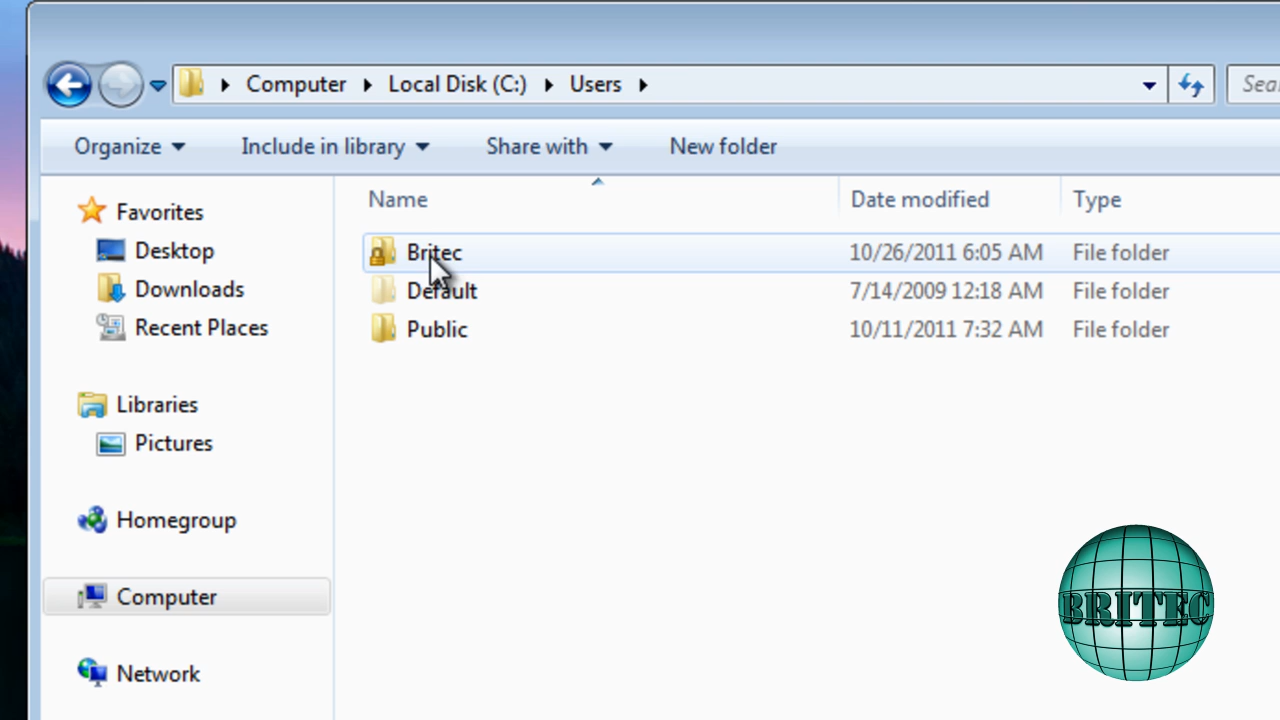 Computer Local Disk (C:) Users
Sea
Organize Include in library Share with New folder
Name Date modified Type
Favorites
Desktop
Downloads
Recent Places
Libraries
Pictures
Homegroup
Computer
Network
Britec 10/26/2011 6:05 AM File folder
Default 7/14/2009 12:18 AM File folder
Public 10/11/2011 7:32 AM File folder
BRITEC